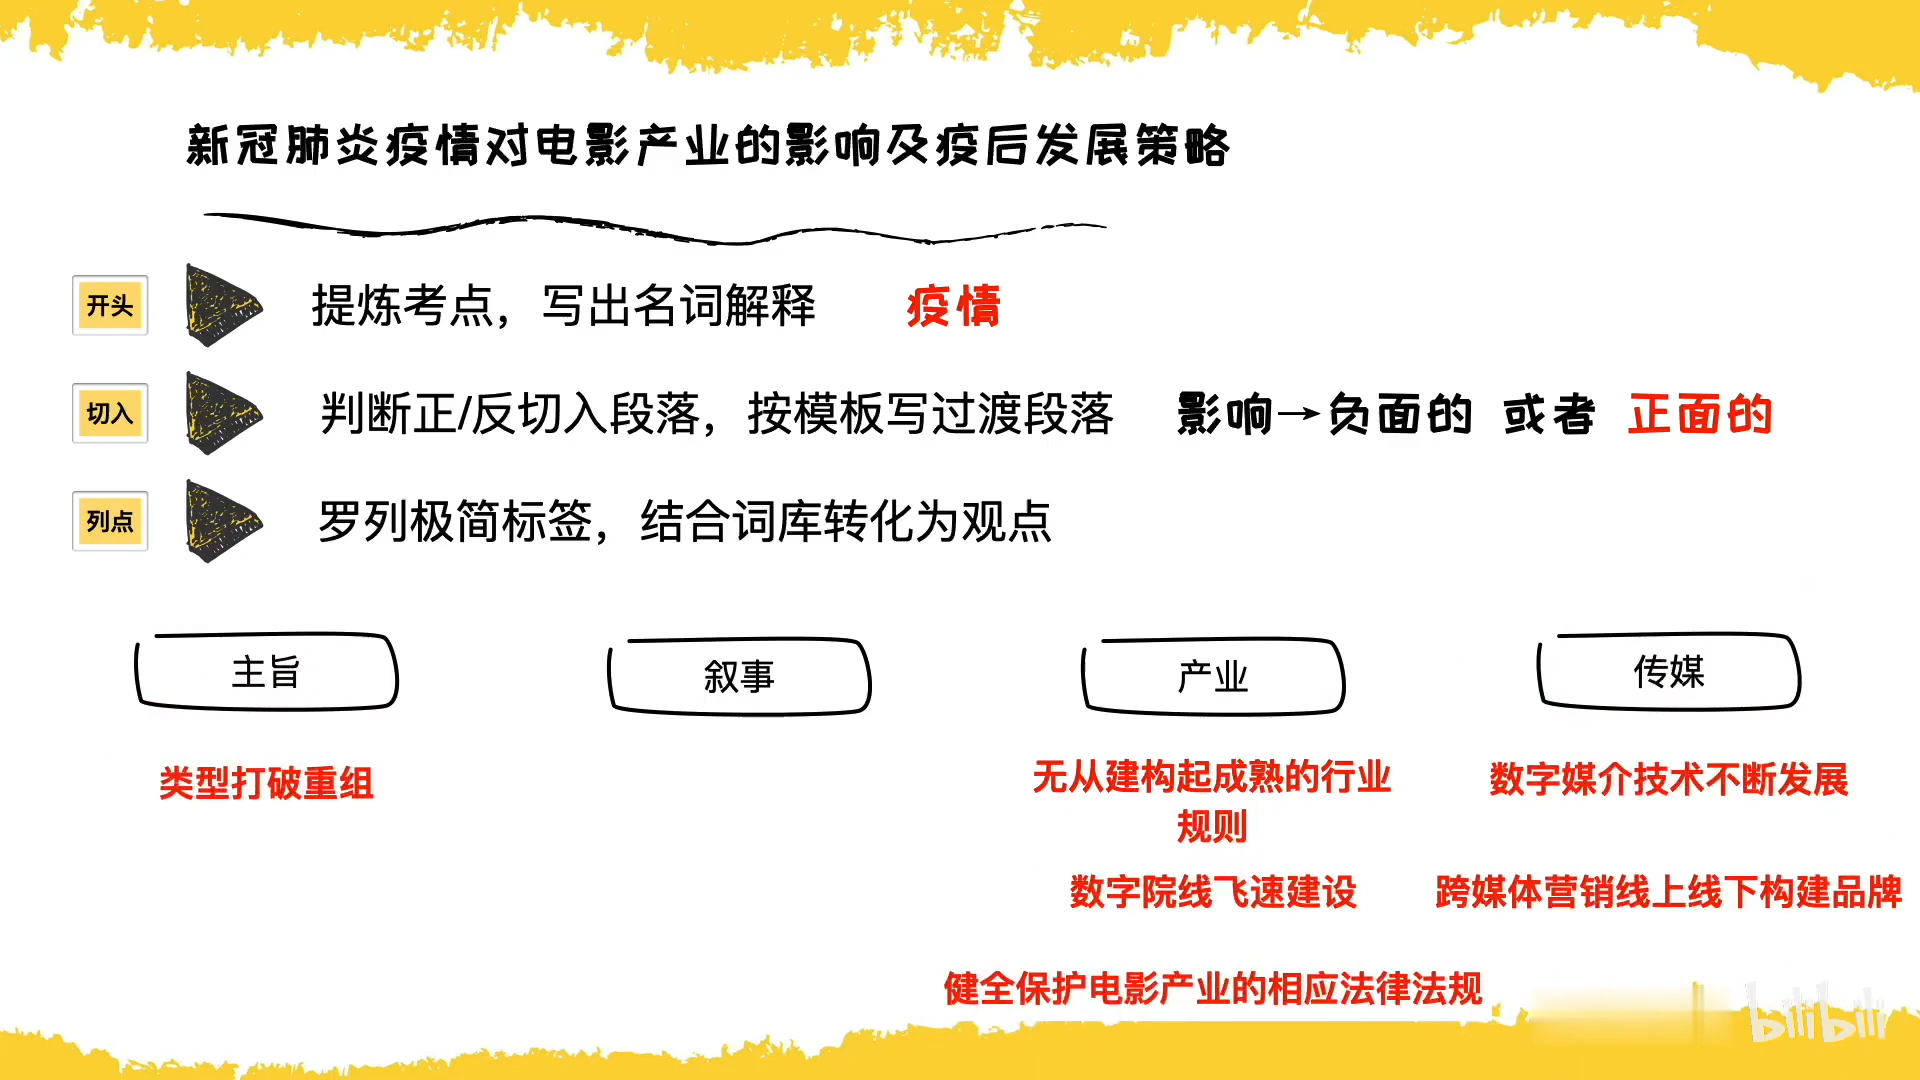 新冠肺炎疫情对电影产业的影响及疫后发展策略
开头 提炼考点，写出名词解释 疫情
切入 判断正/反切入段落，按模板写过渡段落 影响→负面的 或者 正面的
列点 罗列极简标签，结合词库转化为观点
主旨 叙事 产业 传媒
类型打破重组
无从建构起成熟的行业
规则
数字院线飞速建设
健全保护电影产业的相应法律法规
数字媒介技术不断发展
跨媒体营销线上线下构建品牌
bilibili